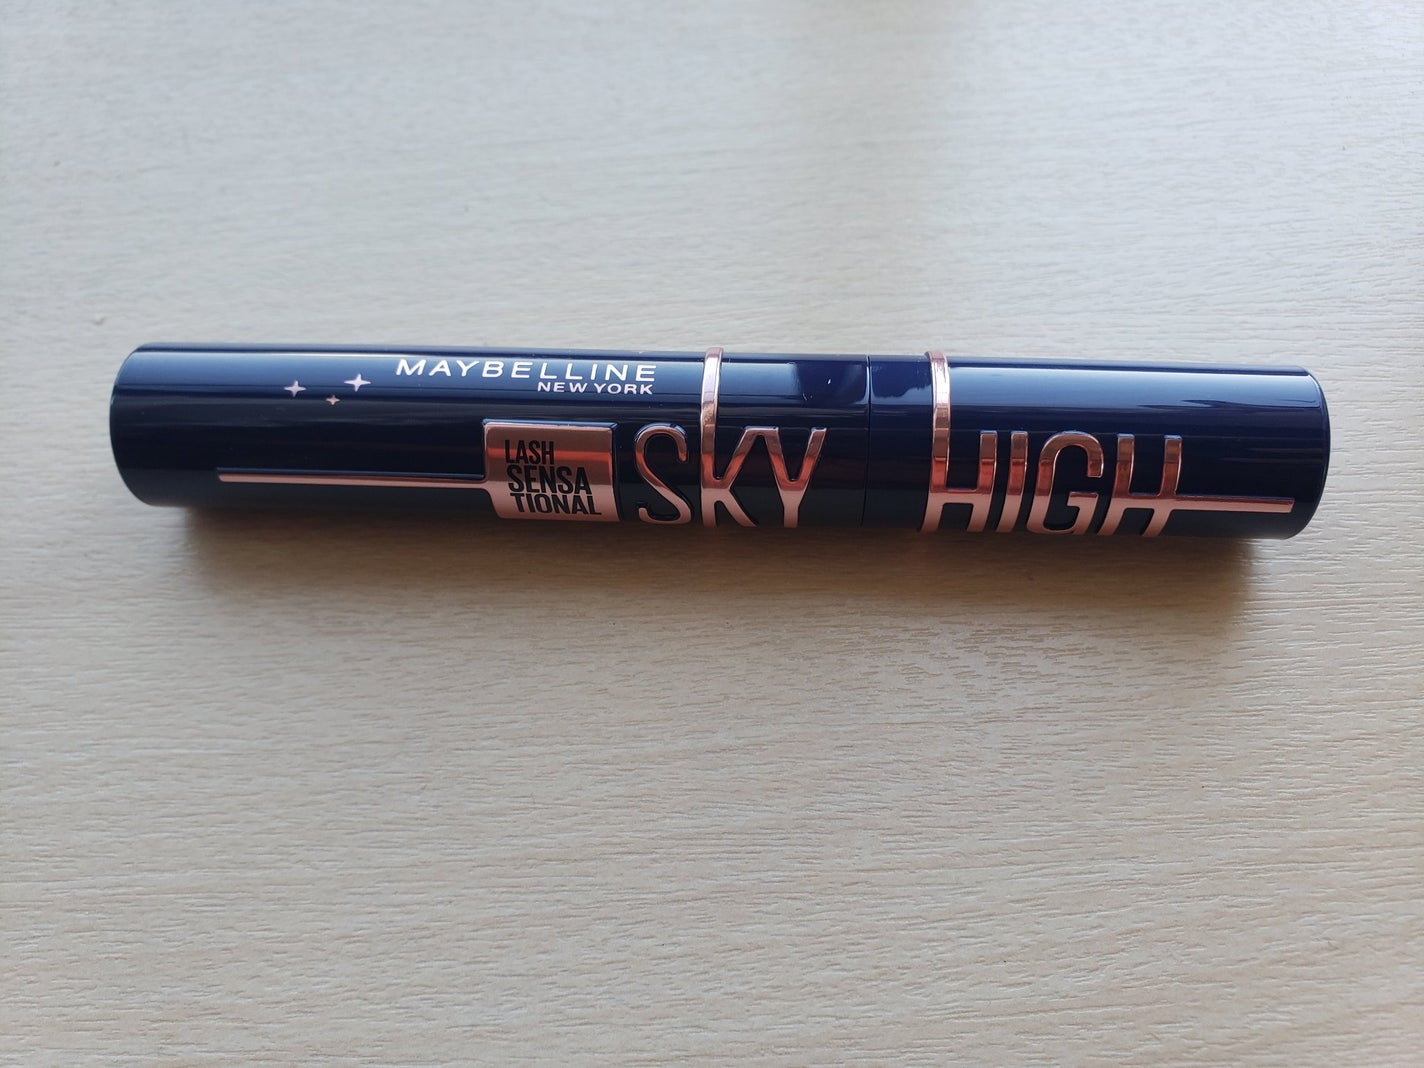 MAYBELLINE
NEW YORK
LASH
SENSA
TIONAL
SKY HIGH